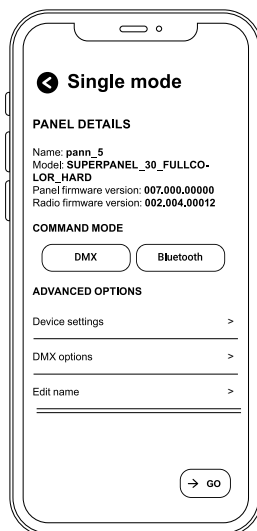 Single mode
PANEL DETAILS
Name: pann_5
Model: SUPERPANEL_30_FULLCO-
LOR_HARD
Panel firmware version: 007.000.00000
Radio firmware version: 002.004.00012
COMMAND MODE
DMX Bluetooth
ADVANCED OPTIONS
Device settings >
DMX options >
Edit name >
→ GO